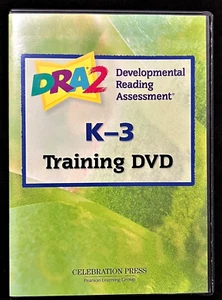 DRA2
Developmental
Reading
Assessment®
K–3
Training DVD
CELEBRATION PRESS
Pearson Learning Group